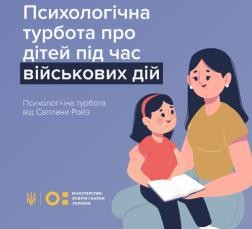 Психологічна
турбота про
дітей під час
військових дій
Психологічна турбота
від Світлани Ройз
МІНІСТЕРСТВО
ОСВІТИ І НАУКИ
УКРАЇНИ